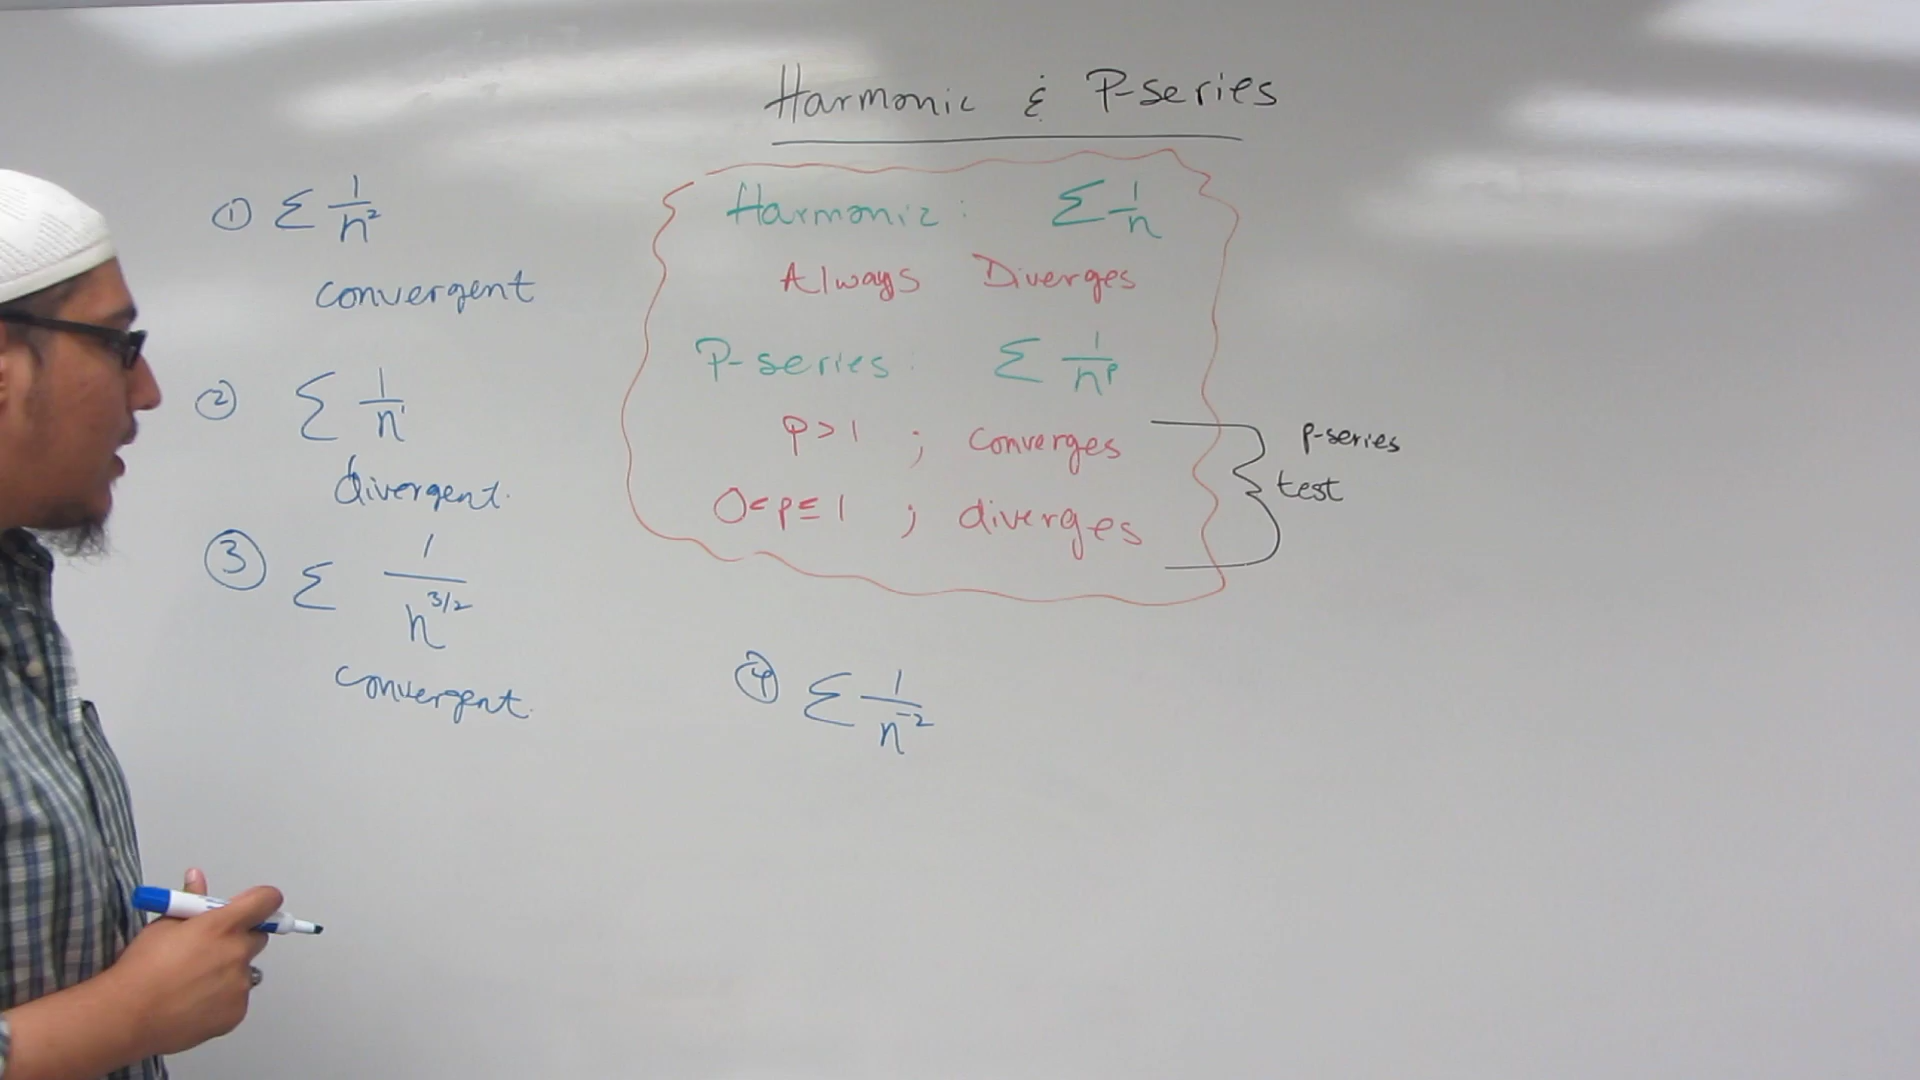 Harmonic & P-series
① Σ 1/n²
convergent
② Σ 1/n¹
divergent.
③ Σ 1/n^(3/2)
convergent.
Harmonic: Σ 1/n
Always Diverges
P-series: Σ 1/n^p
P>1 ; converges
0<p≤1 ; diverges
p-series
test
④ Σ 1/n^(-2)